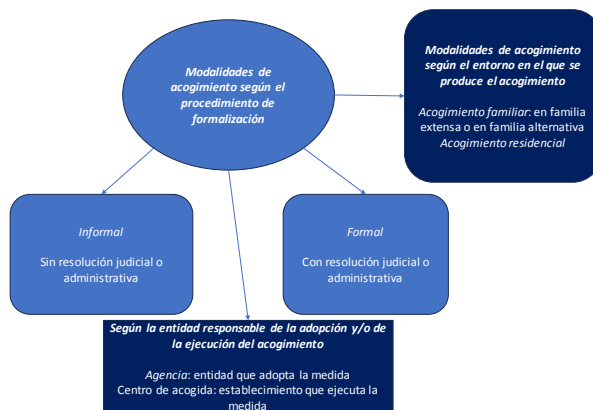 Modalidades de
acogimiento según el
procedimiento de
formalización
Modalidades de acogimiento
según el entorno en el que se
produce el acogimiento
Acogimiento familiar: en familia
extensa o en familia alternativa
Acogimiento residencial
Informal
Sin resolución judicial o
administrativa
Formal
Con resolución judicial o
administrativa
Según la entidad responsable de la adopción y/o de
la ejecución del acogimiento
Agencia: entidad que adopta la medida
Centro de acogida: establecimiento que ejecuta la
medida